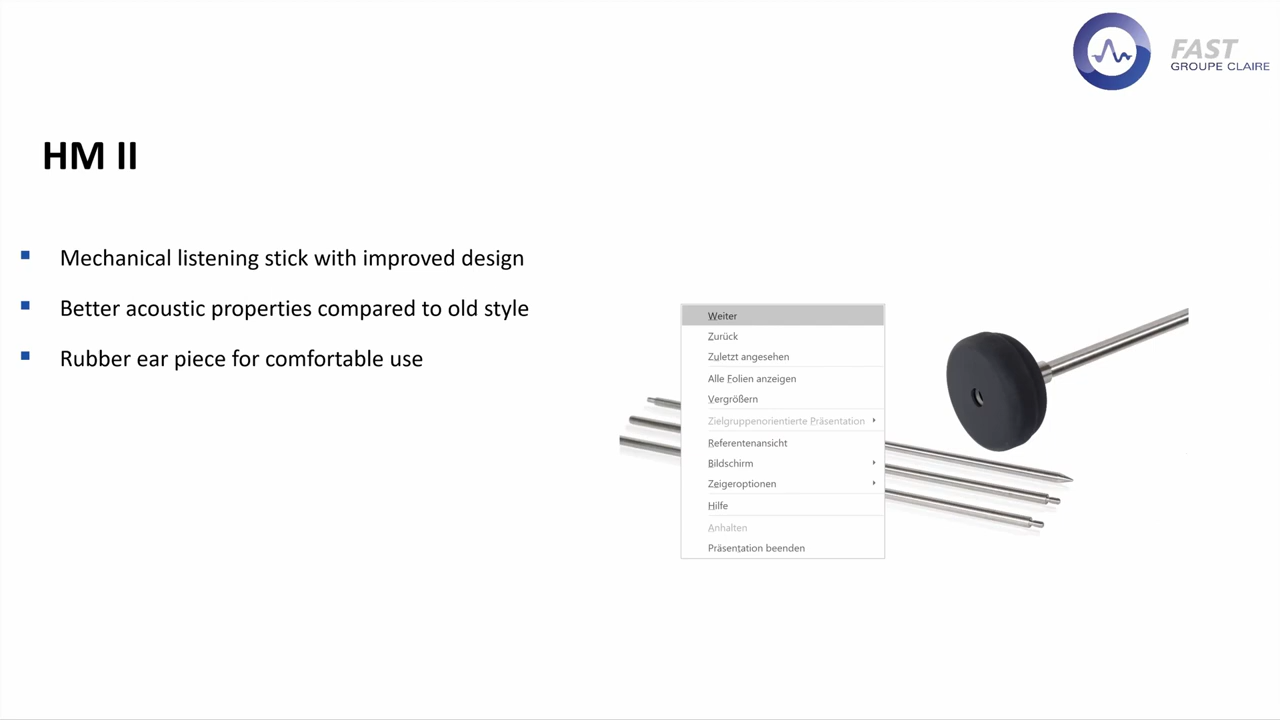 FAST
GROUPE CLAIRE
HM II
Mechanical listening stick with improved design
Better acoustic properties compared to old style
Rubber ear piece for comfortable use
Weiter
Zurück
Zuletzt angesehen
Alle Folien anzeigen
Vergrößern
Zielgruppenorientierte Präsentation
Referentenansicht
Bildschirm
Zeigeroptionen
Hilfe
Anhalten
Präsentation beenden